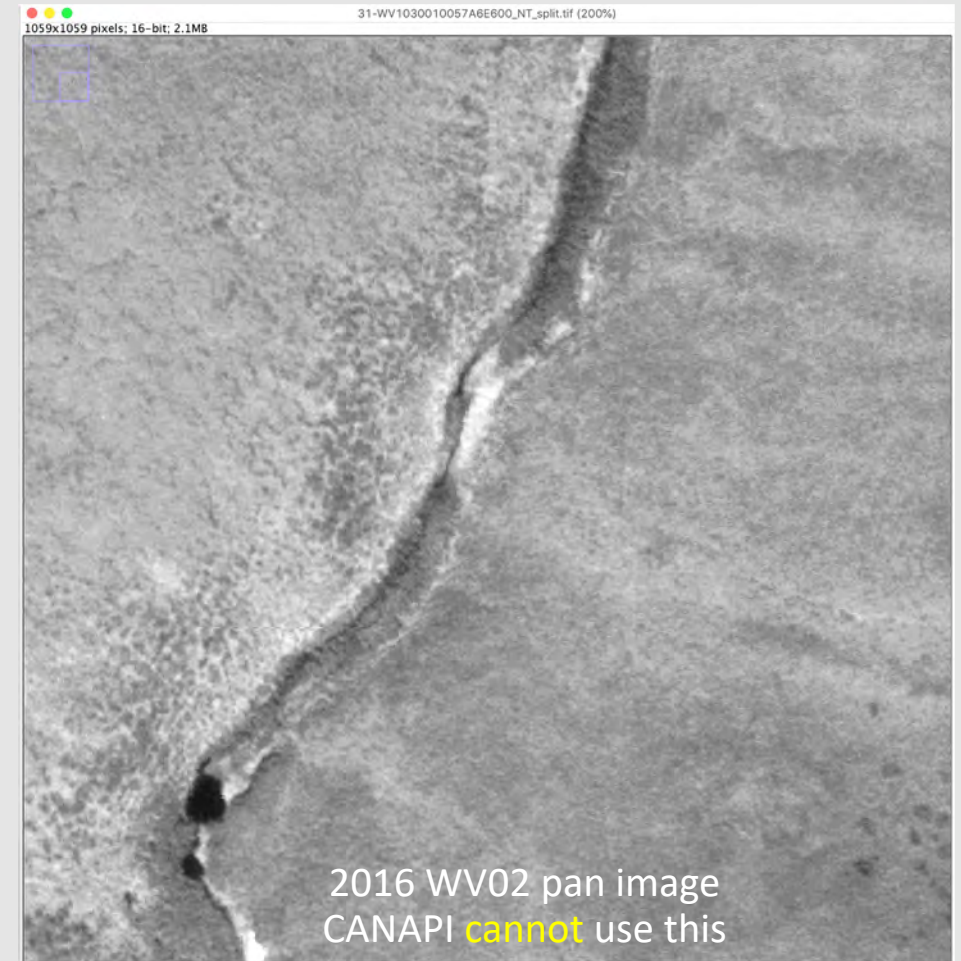 31-WV1030010057A6E600_NT_split.tif (200%)
1059x1059 pixels; 16-bit; 2.1MB
2016 WV02 pan image
CANAPI cannot use this